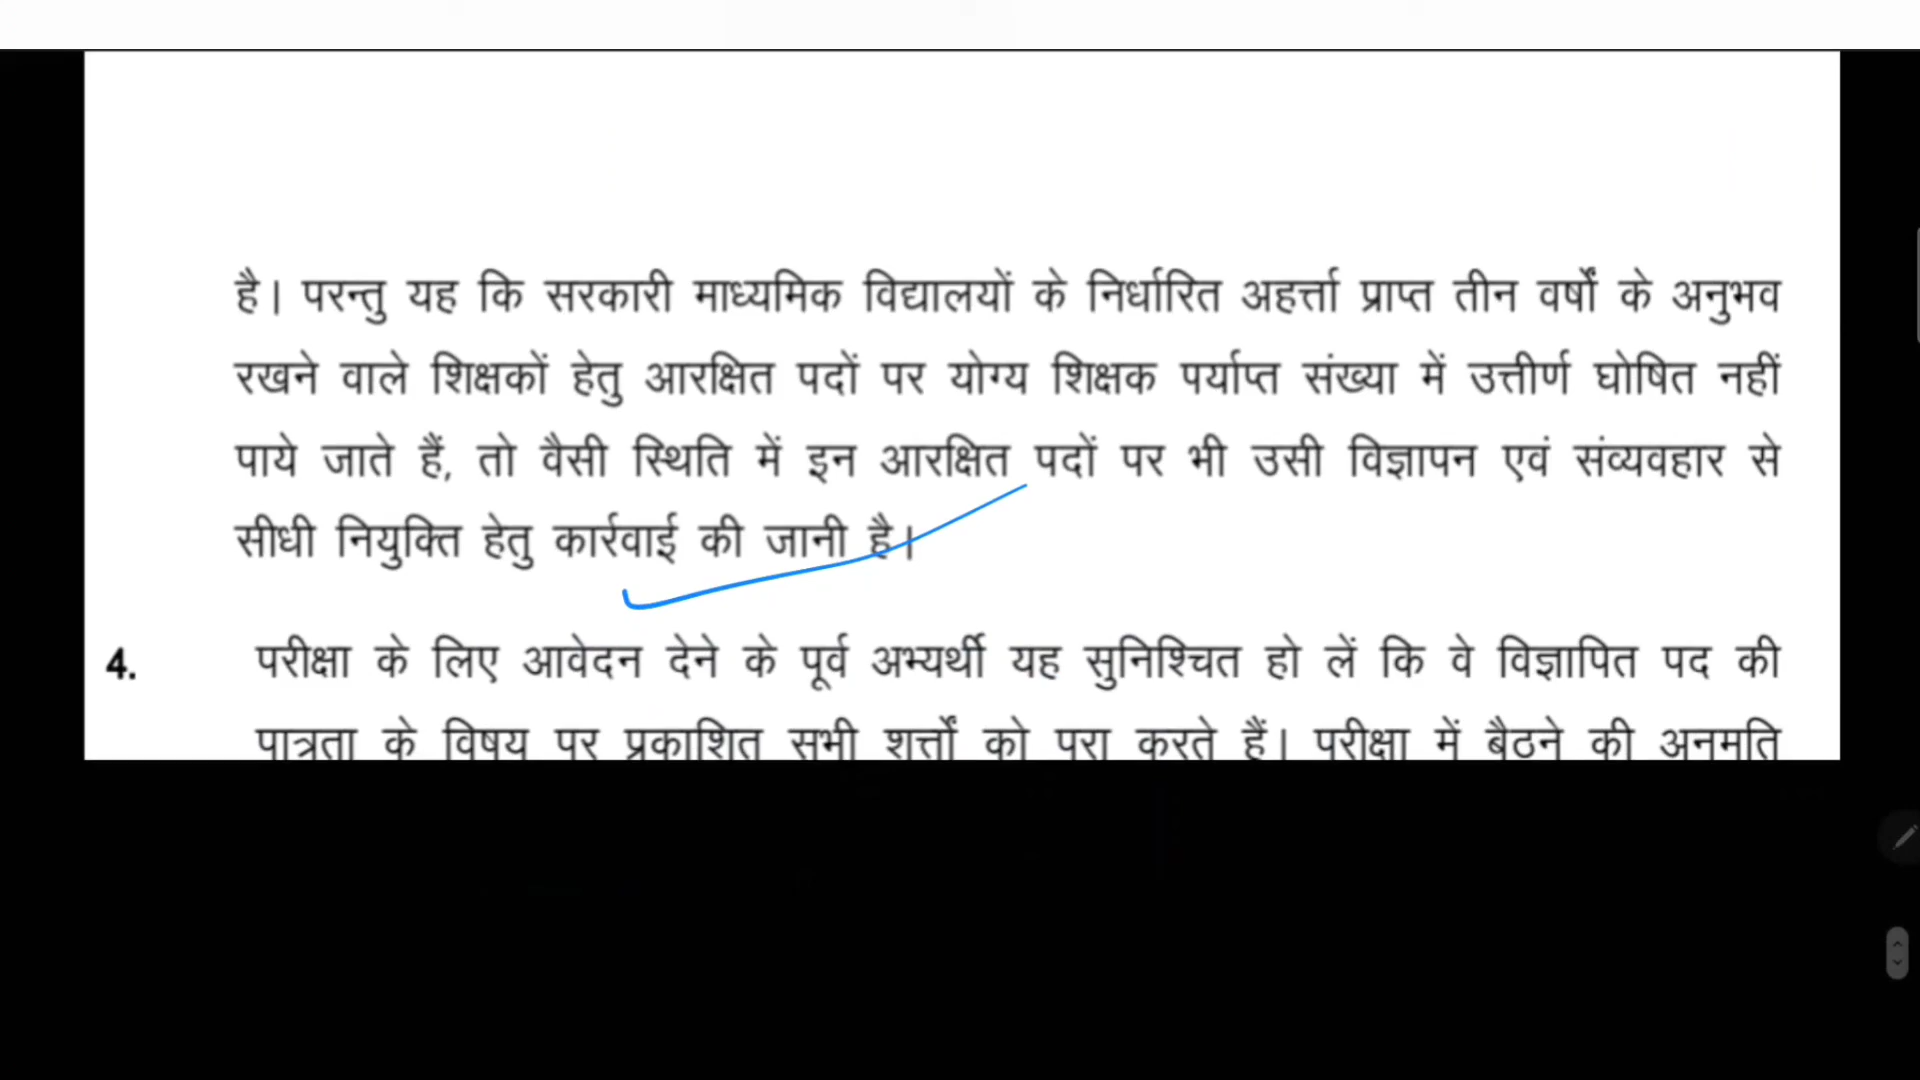 है। परन्तु यह कि सरकारी माध्यमिक विद्यालयों के निर्धारित अहर्त्ता प्राप्त तीन वर्षों के अनुभव
रखने वाले शिक्षकों हेतु आरक्षित पदों पर योग्य शिक्षक पर्याप्त संख्या में उत्तीर्ण घोषित नहीं
पाये जाते हैं, तो वैसी स्थिति में इन आरक्षित पदों पर भी उसी विज्ञापन एवं संव्यवहार से
सीधी नियुक्ति हेतु कार्रवाई की जानी है।
4. परीक्षा के लिए आवेदन देने के पूर्व अभ्यर्थी यह सुनिश्चित हो लें कि वे विज्ञापित पद की
पात्रता के विषय पर प्रकाशित सभी शर्त्तों को पूरा करते हैं। परीक्षा में बैठने की अनुमति